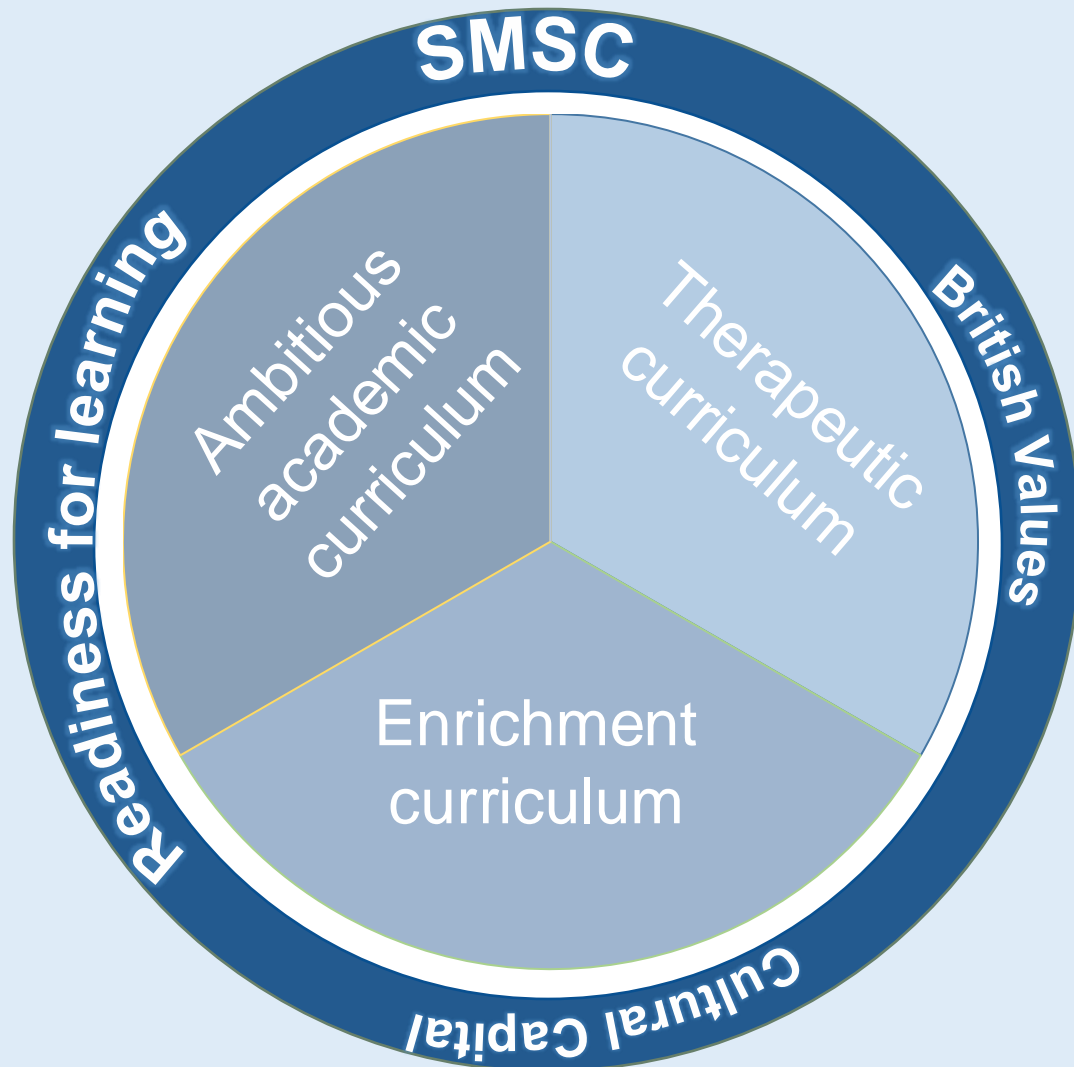 SMSC
Readiness for learning
British Values
Ambitious
academic
curriculum
Therapeutic
curriculum
Enrichment
curriculum
Cultural Capital